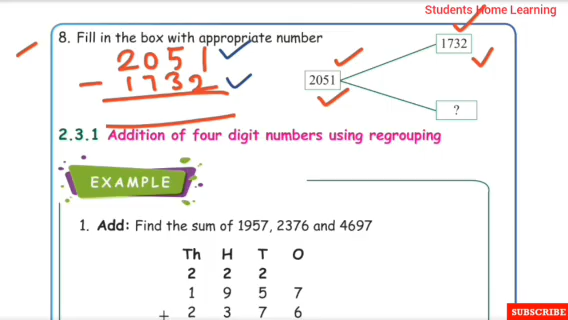 Students Home Learning
8. Fill in the box with appropriate number
2051
- 1732
2051
1732
?
2.3.1 Addition of four digit numbers using regrouping
EXAMPLE
1. Add: Find the sum of 1957, 2376 and 4697
Th H T O
2 2 2
1 9 5 7
+ 2 3 7 6
SUBSCRIBE